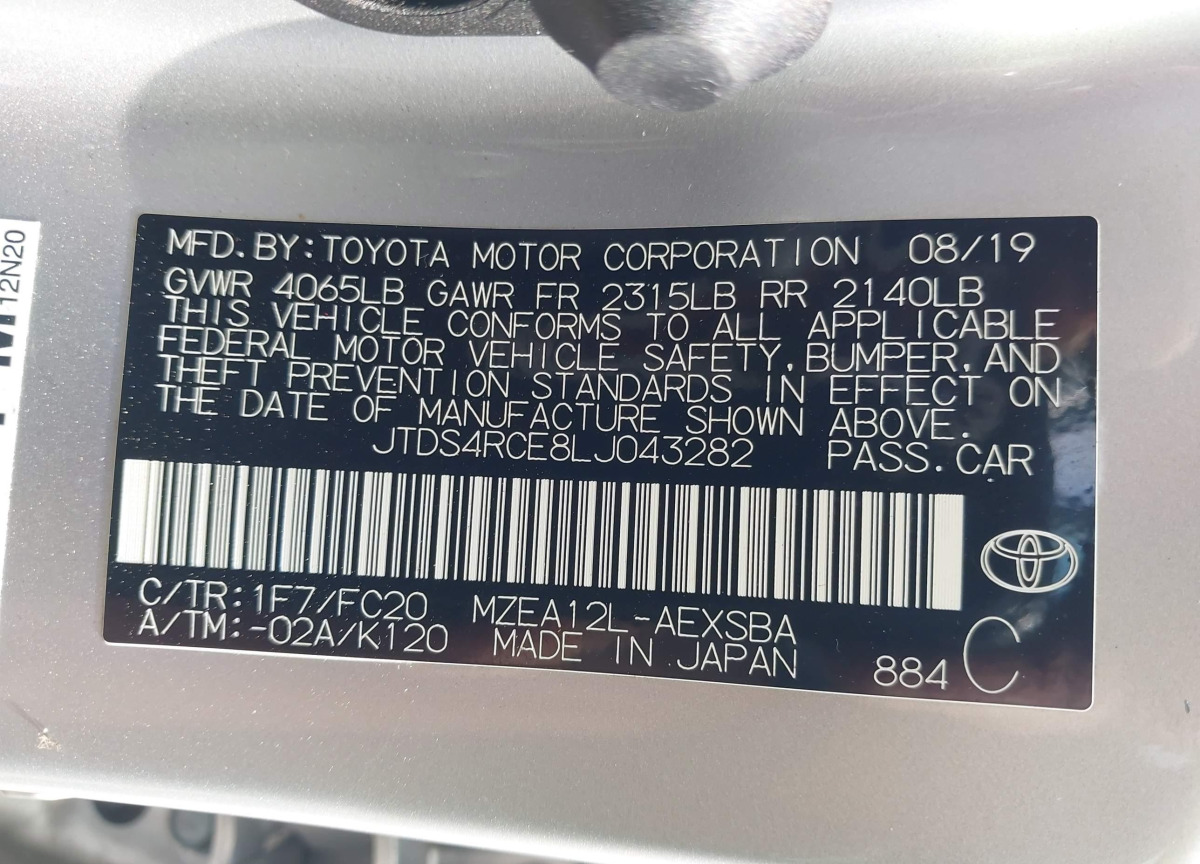 MFD.BY:TOYOTA MOTOR CORPORATION 08/19
GVWR 4065LB GAWR FR 2315LB RR 2140LB
THIS VEHICLE CONFORMS TO ALL APPLICABLE
FEDERAL MOTOR VEHICLE SAFETY,BUMPER,AND
THEFT PREVENTION STANDARDS IN EFFECT ON
THE DATE OF MANUFACTURE SHOWN ABOVE.
JTDS4RCE8LJ043282 PASS.CAR
C/TR:1F7/FC20 MZEA12L-AEXSBA
A/TM:-02A/K120 MADE IN JAPAN
884 C
12N20